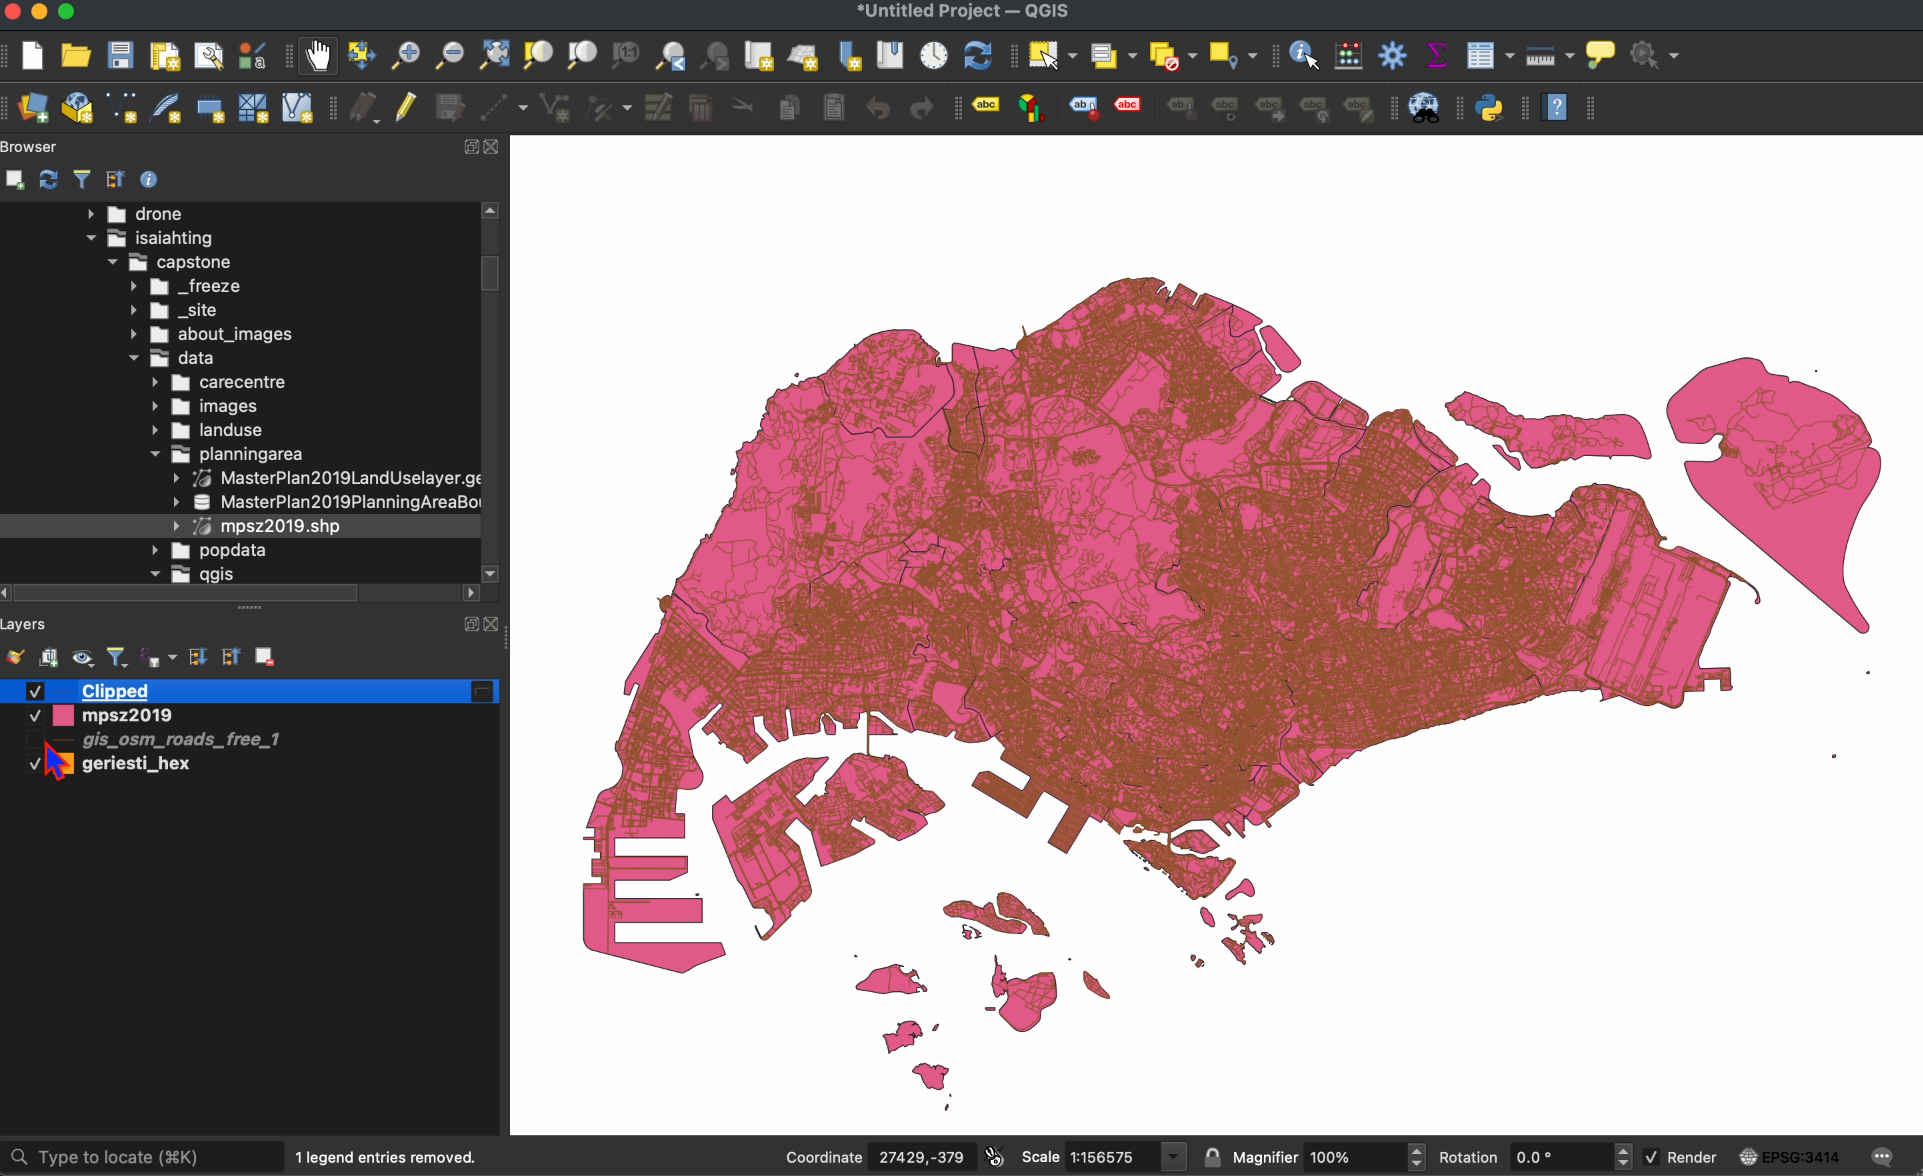 *Untitled Project — QGIS
Browser
drone
isaiahting
capstone
_freeze
_site
about_images
data
carecentre
images
landuse
planningarea
MasterPlan2019LandUselayer.ge
MasterPlan2019PlanningAreaBou
mpsz2019.shp
popdata
qgis
Layers
Clipped
mpsz2019
gis_osm_roads_free_1
geriesti_hex
Type to locate (⌘K)
1 legend entries removed.
Coordinate 27429,-379
Scale 1:156575
Magnifier 100%
Rotation 0.0 °
Render
EPSG:3414